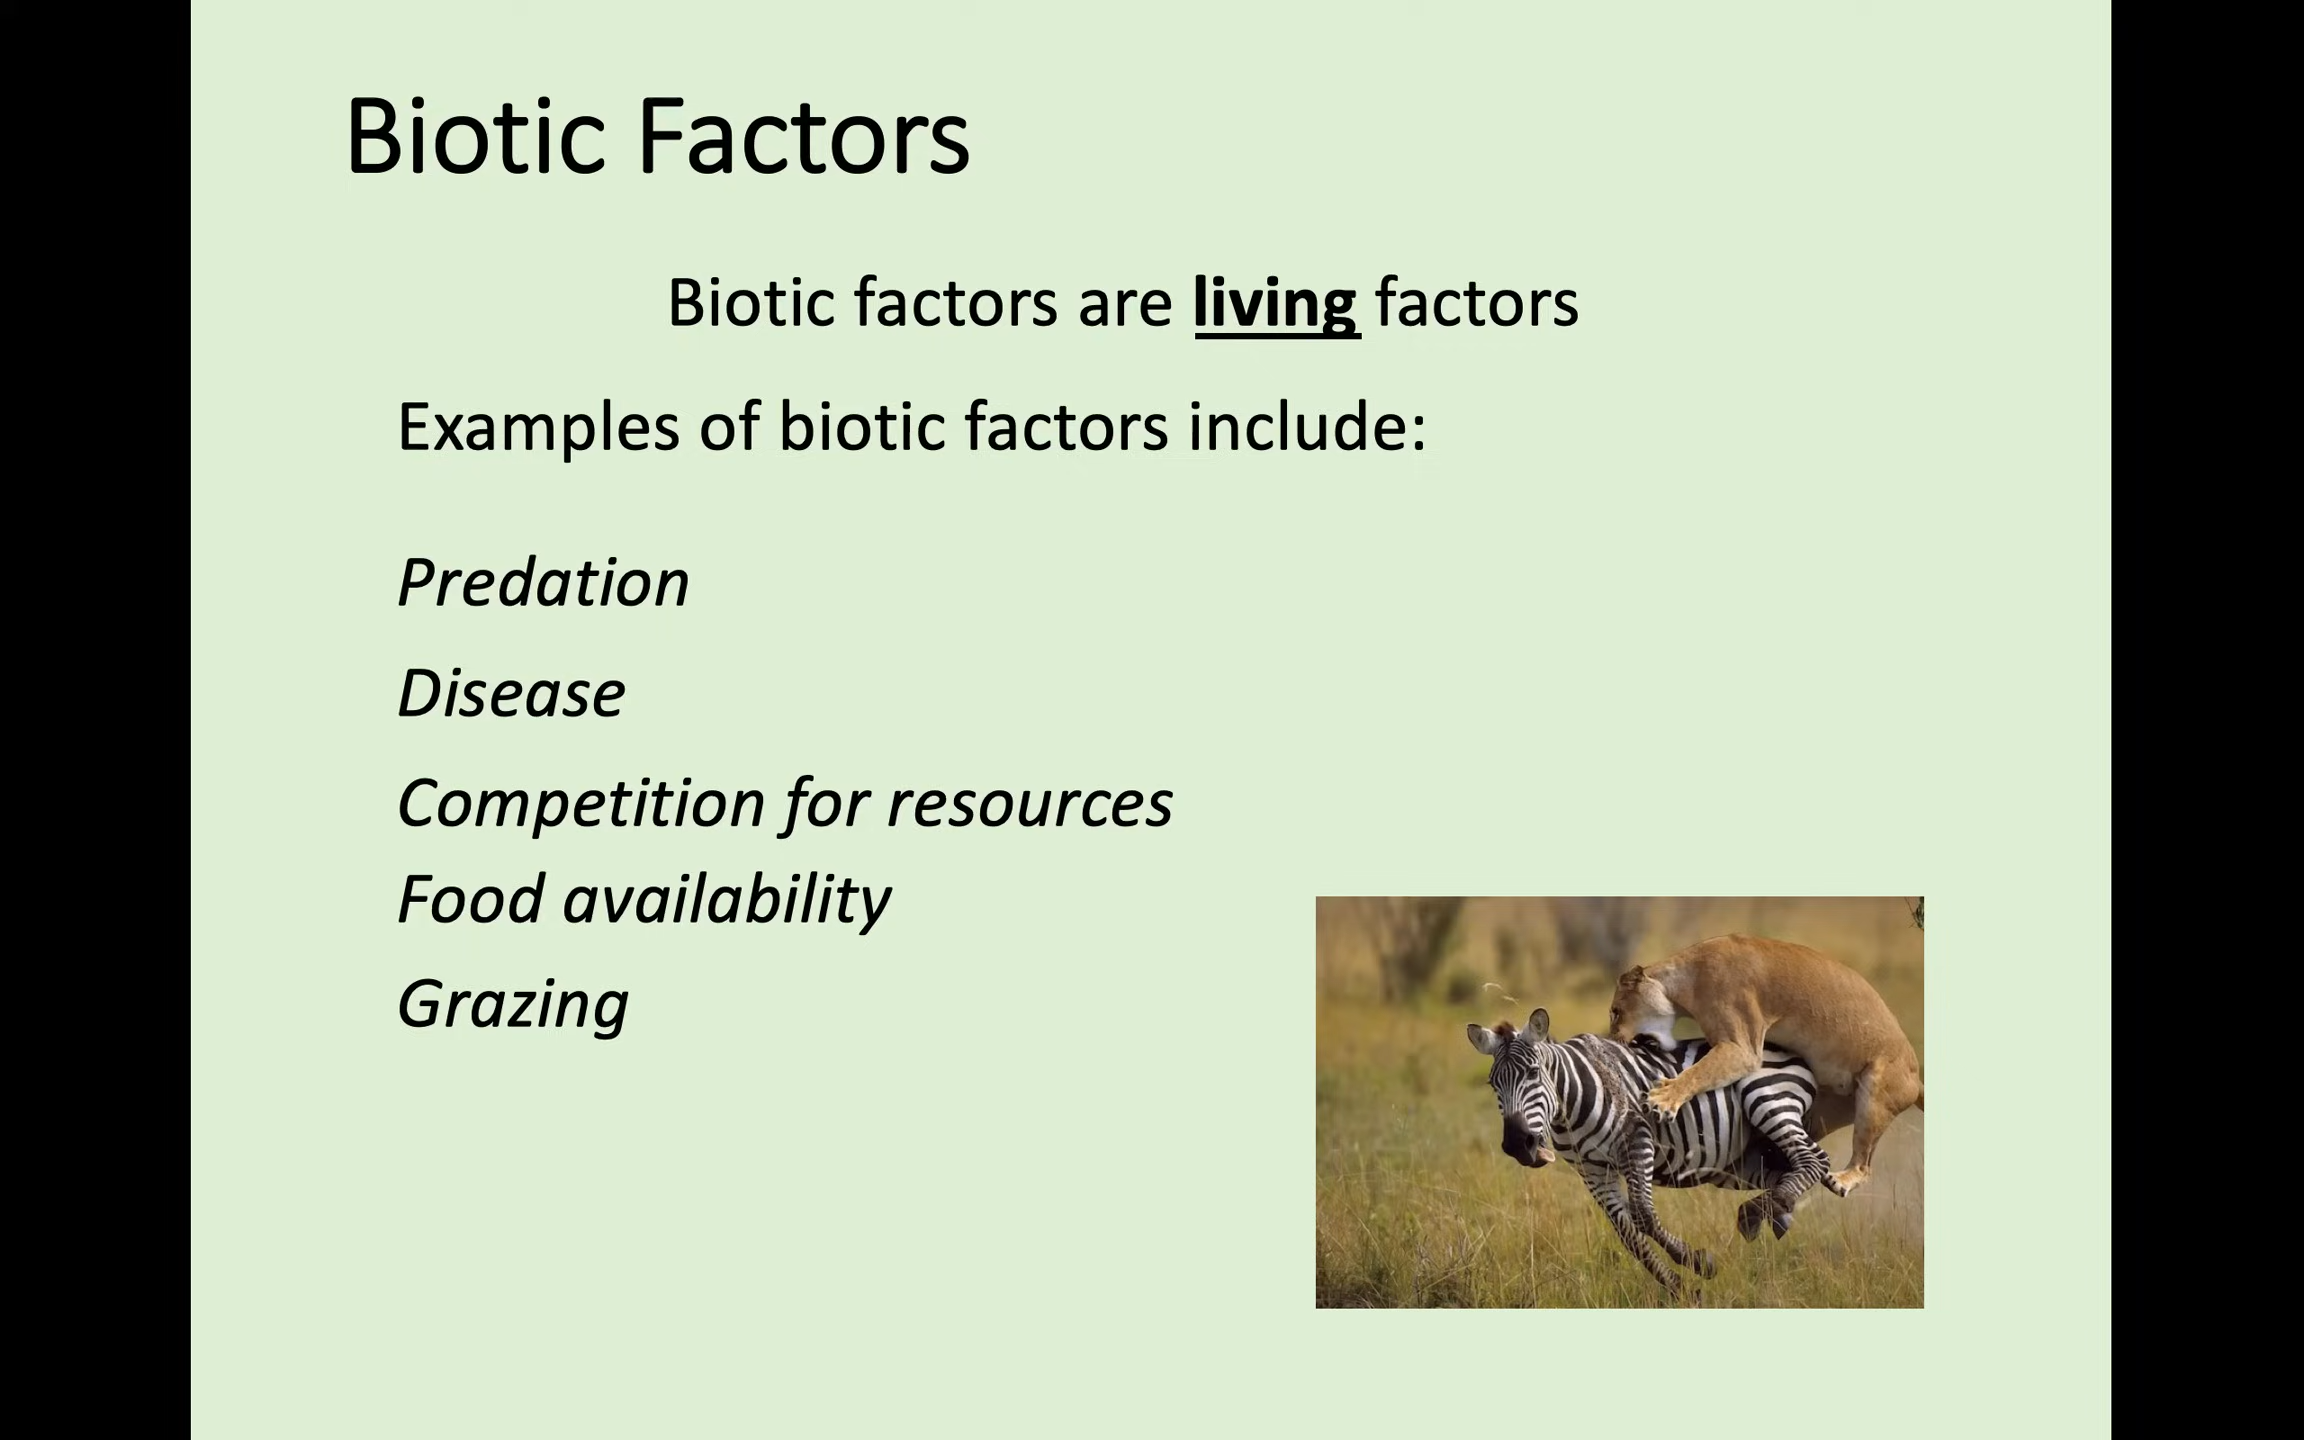 Biotic Factors
Biotic factors are living factors
Examples of biotic factors include:
Predation
Disease
Competition for resources
Food availability
Grazing